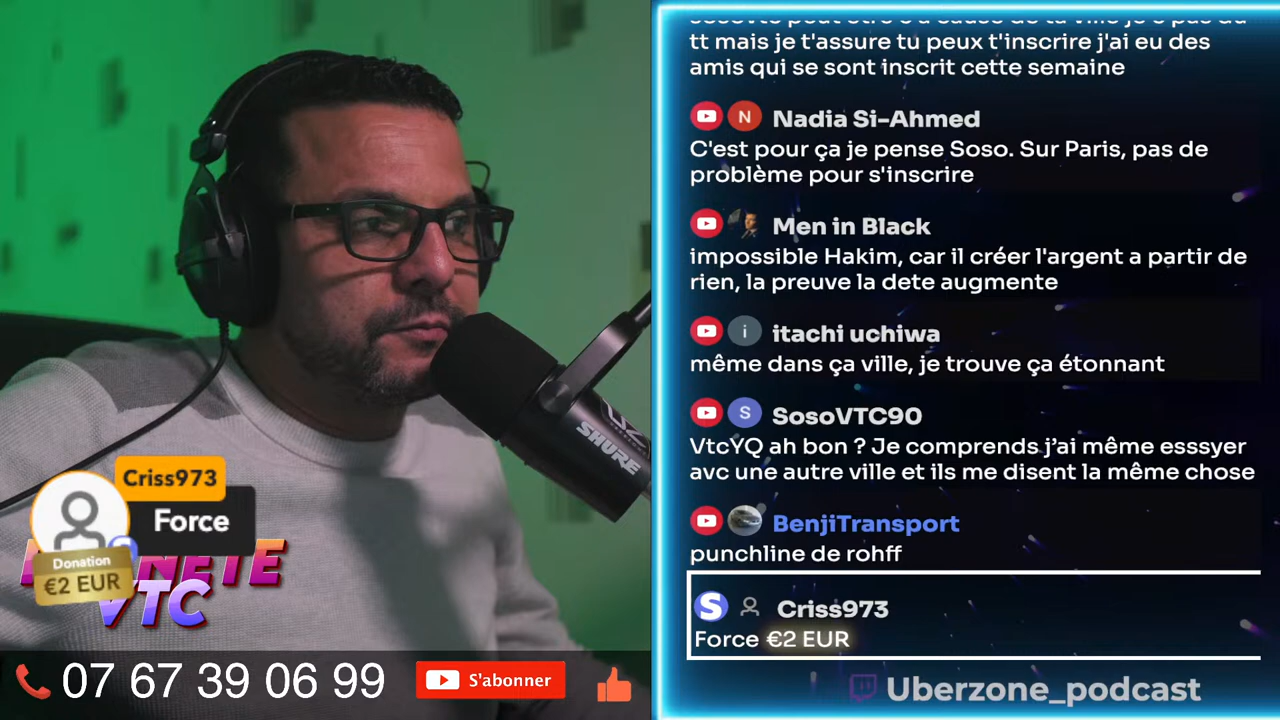 tt mais je t'assure tu peux t'inscrire j'ai eu des
amis qui se sont inscrit cette semaine
N Nadia Si-Ahmed
C'est pour ça je pense Soso. Sur Paris, pas de
problème pour s'inscrire
Men in Black
impossible Hakim, car il créer l'argent a partir de
rien, la preuve la dete augmente
i itachi uchiwa
même dans ça ville, je trouve ça étonnant
S SosoVTC90
VtcYQ ah bon ? Je comprends j'ai même esssyer
avc une autre ville et ils me disent la même chose
BenjiTransport
punchline de rohff
S Criss973
Force €2 EUR
Uberzone_podcast
SHURE
Criss973
Force
Donation
€2 EUR
VTC
07 67 39 06 99
S'abonner